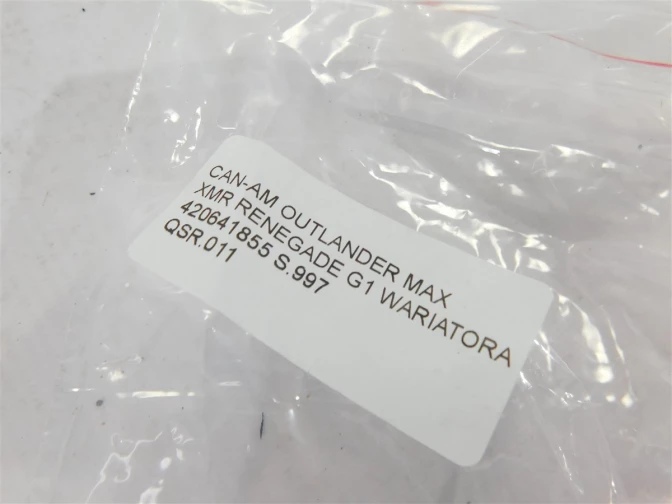 CAN-AM OUTLANDER MAX
XMR RENEGADE G1 WARIATORA
420641855 S.997
QSR.011